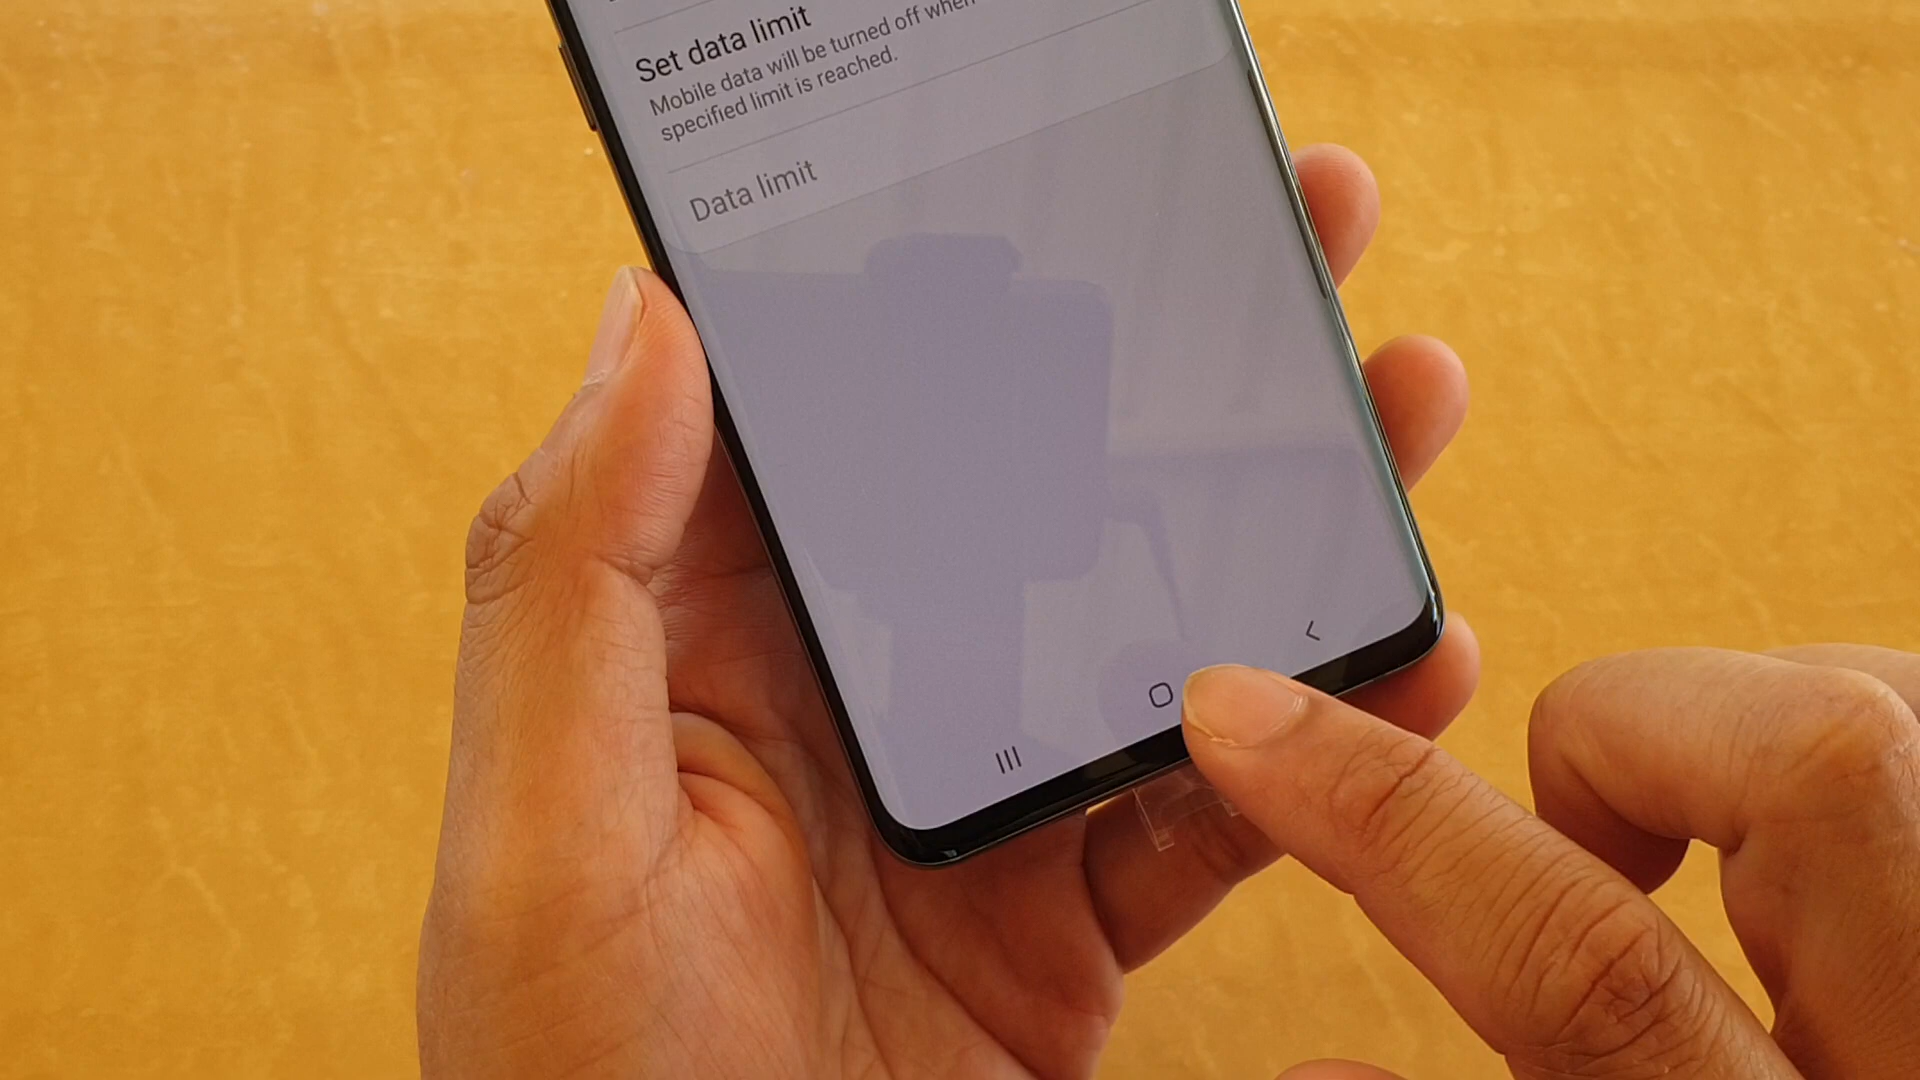 Set data limit
Mobile data will be turned off when
specified limit is reached.
Data limit